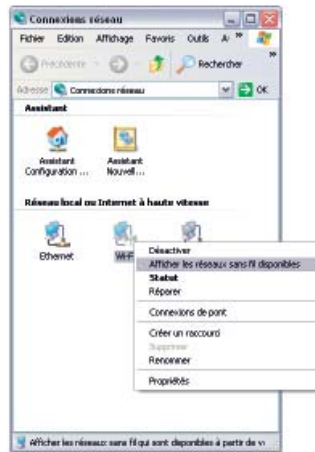 Connexions réseau
Fichier Edition Affichage Favoris Outils A »
Précédente Rechercher »
Adresse Connexions réseau OK
Assistant
Assistant Configuration ...
Assistant Nouvell...
Réseau local ou Internet à haute vitesse
Ethernet
Wi-F
Désactiver
Afficher les réseaux sans fil disponibles
Statut
Réparer
Connexions de pont
Créer un raccourci
Supprimer
Renommer
Propriétés
Afficher les réseaux sans fil qui sont disponibles à partir de v